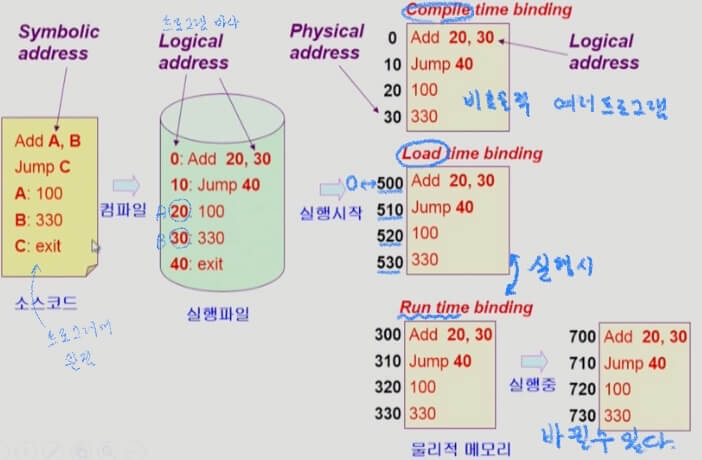 Symbolic
address
Add A, B
Jump C
A: 100
B: 330
C: exit
소스코드
프로그래머
관점
컴파일
프로그램 마다
Logical
address
0: Add 20, 30
10: Jump 40
A 20: 100
B 30: 330
40: exit
실행파일
실행시작
Physical
address
Compile time binding
0 Add 20, 30
10 Jump 40
20 100
30 330
Logical
address
비효율적 여러 프로그램
Load time binding
0 ↔ 500 Add 20, 30
510 Jump 40
520 100
530 330
실행시
Run time binding
300 Add 20, 30
310 Jump 40
320 100
330 330
실행중
700 Add 20, 30
710 Jump 40
720 100
730 330
물리적 메모리
바뀔수 있다.